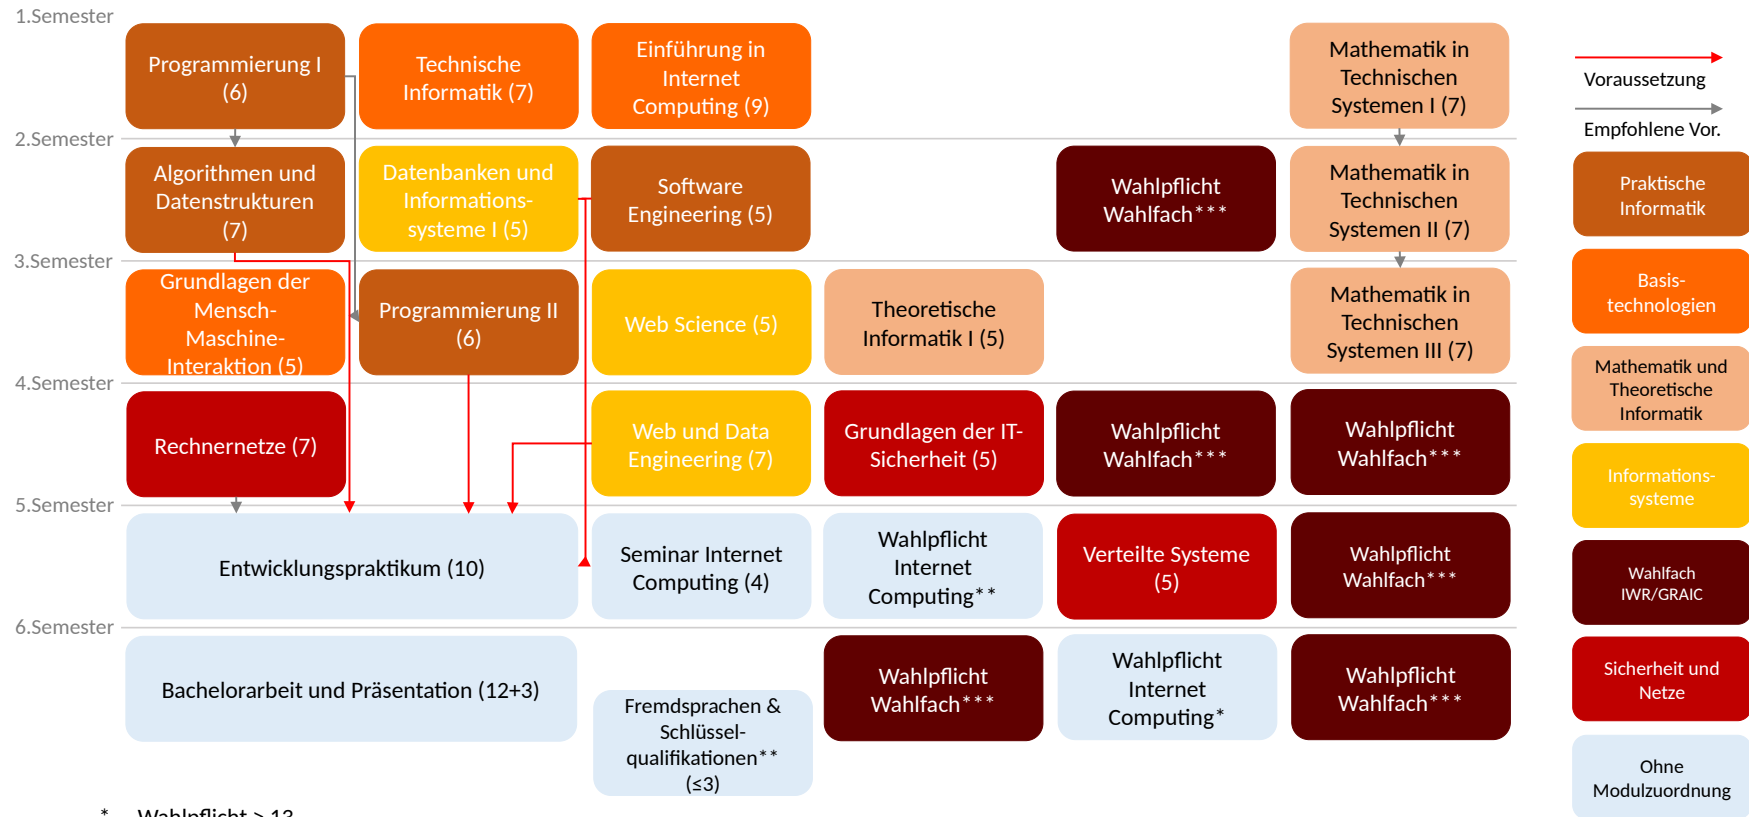 1.Semester
Programmierung I
(6)
Technische
Informatik (7)
Einführung in
Internet
Computing (9)
Mathematik in
Technischen
Systemen I (7)
2.Semester
Algorithmen und
Datenstrukturen
(7)
Datenbanken und
Informations-
systeme I (5)
Software
Engineering (5)
Wahlpflicht
Wahlfach***
Mathematik in
Technischen
Systemen II (7)
3.Semester
Grundlagen der
Mensch-
Maschine-
Interaktion (5)
Programmierung II
(6)
Web Science (5)
Theoretische
Informatik I (5)
Mathematik in
Technischen
Systemen III (7)
4.Semester
Rechnernetze (7)
Web und Data
Engineering (7)
Grundlagen der IT-
Sicherheit (5)
Wahlpflicht
Wahlfach***
Wahlpflicht
Wahlfach***
5.Semester
Entwicklungspraktikum (10)
Seminar Internet
Computing (4)
Wahlpflicht
Internet
Computing**
Verteilte Systeme
(5)
Wahlpflicht
Wahlfach***
6.Semester
Bachelorarbeit und Präsentation (12+3)
Fremdsprachen &
Schlüssel-
qualifikationen**
(≤3)
Wahlpflicht
Wahlfach***
Wahlpflicht
Internet
Computing*
Wahlpflicht
Wahlfach***
Voraussetzung
Empfohlene Vor.
Praktische
Informatik
Basis-
technologien
Mathematik und
Theoretische
Informatik
Informations-
systeme
Wahlfach
IWR/GRAIC
Sicherheit und
Netze
Ohne
Modulzuordnung
* Wahlpflicht